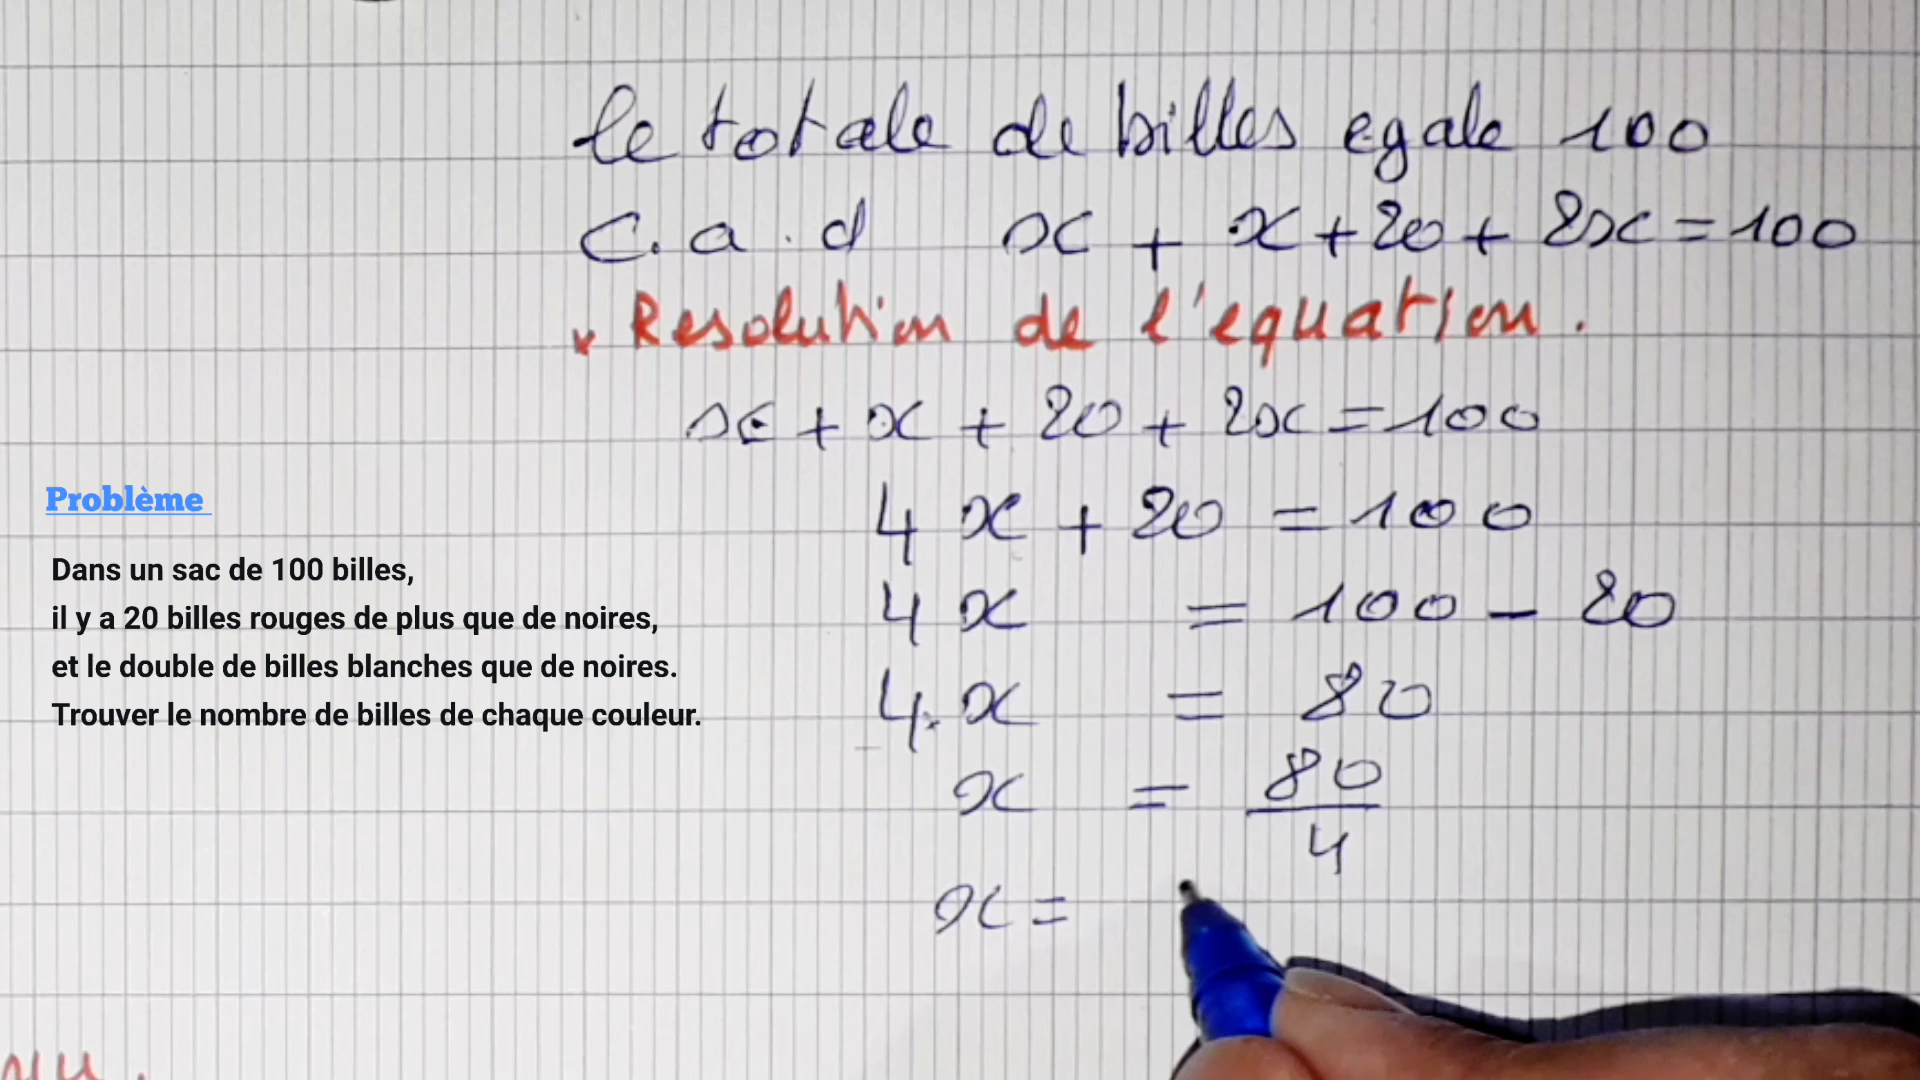 le totale de billes egale 100
C.a.d x + x + 20 + 2x = 100
x Resolution de l'equation.
x + x + 20 + 2x = 100
4x + 20 = 100
4x = 100 - 20
4.x = 80
x = 80/4
x =
Problème
Dans un sac de 100 billes,
il y a 20 billes rouges de plus que de noires,
et le double de billes blanches que de noires.
Trouver le nombre de billes de chaque couleur.